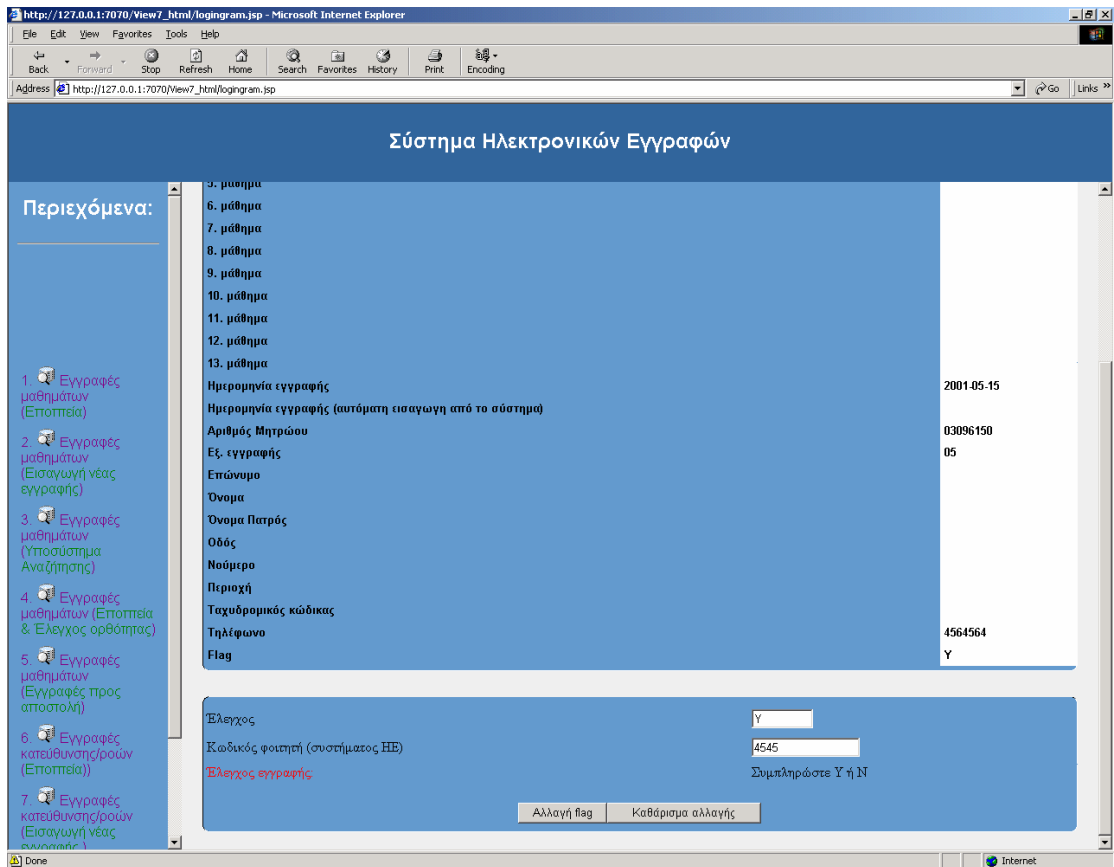 http://127.0.0.1:7070/View7_html/logingram.jsp - Microsoft Internet Explorer
File Edit View Favorites Tools Help
Back Forward Stop Refresh Home Search Favorites History Print Encoding
Address http://127.0.0.1:7070/View7_html/logingram.jsp Go Links »
Σύστημα Ηλεκτρονικών Εγγραφών
Περιεχόμενα:
1. Εγγραφές
μαθημάτων
(Εποπτεία)
2. Εγγραφές
μαθημάτων
(Εισαγωγή νέας
εγγραφής)
3. Εγγραφές
μαθημάτων
(Υποσύστημα
Αναζήτησης)
4. Εγγραφές
μαθημάτων (Εποπτεία
& Έλεγχος ορθότητας)
5. Εγγραφές
μαθημάτων
(Εγγραφές προς
αποστολή)
6. Εγγραφές
κατεύθυνσης/ροών
(Εποπτεία))
7. Εγγραφές
κατεύθυνσης/ροών
(Εισαγωγή νέας
εγγραφής )
5. μάθημα
6. μάθημα
7. μάθημα
8. μάθημα
9. μάθημα
10. μάθημα
11. μάθημα
12. μάθημα
13. μάθημα
Ημερομηνία εγγραφής 2001-05-15
Ημερομηνία εγγραφής (αυτόματη εισαγωγη από το σύστημα)
Αριθμός Μητρώου 03096150
Εξ. εγγραφής 05
Επώνυμο
Όνομα
Όνομα Πατρός
Οδός
Νούμερο
Περιοχή
Ταχυδρομικός κώδικας
Τηλέφωνο 4564564
Flag Y
Έλεγχος Y
Κωδικός φοιτητή (συστήματος ΗΕ) 4545
Έλεγχος εγγραφής: Συμπληρώστε Υ ή Ν
Αλλαγή flag Καθάρισμα αλλαγής
Done Internet